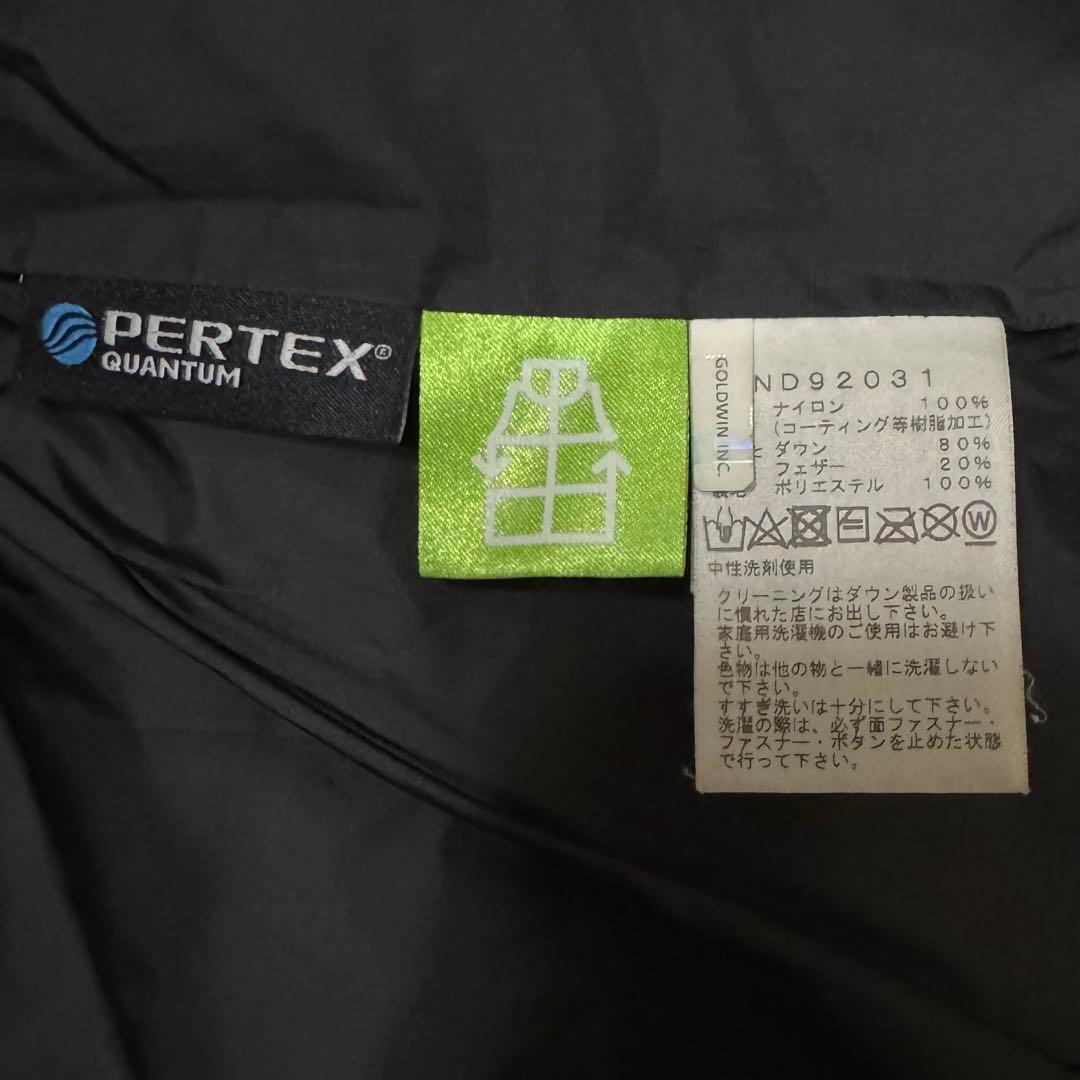 PERTEX®
QUANTUM
GOLDWIN INC.
ND92031
ナイロン 100%
(コーティング等樹脂加工)
ダウン 80%
フェザー 20%
ポリエステル 100%
W
中性洗剤使用
クリーニングはダウン製品の扱い
に慣れた店にお出し下さい。
家庭用洗濯機のご使用はお避け下
さい。
色物は他の物と一緒に洗濯しない
で下さい。
すすぎ洗いは十分にして下さい。
洗濯の際は、必ず面ファスナー・
ファスナー・ボタンを止めた状態
で行って下さい。